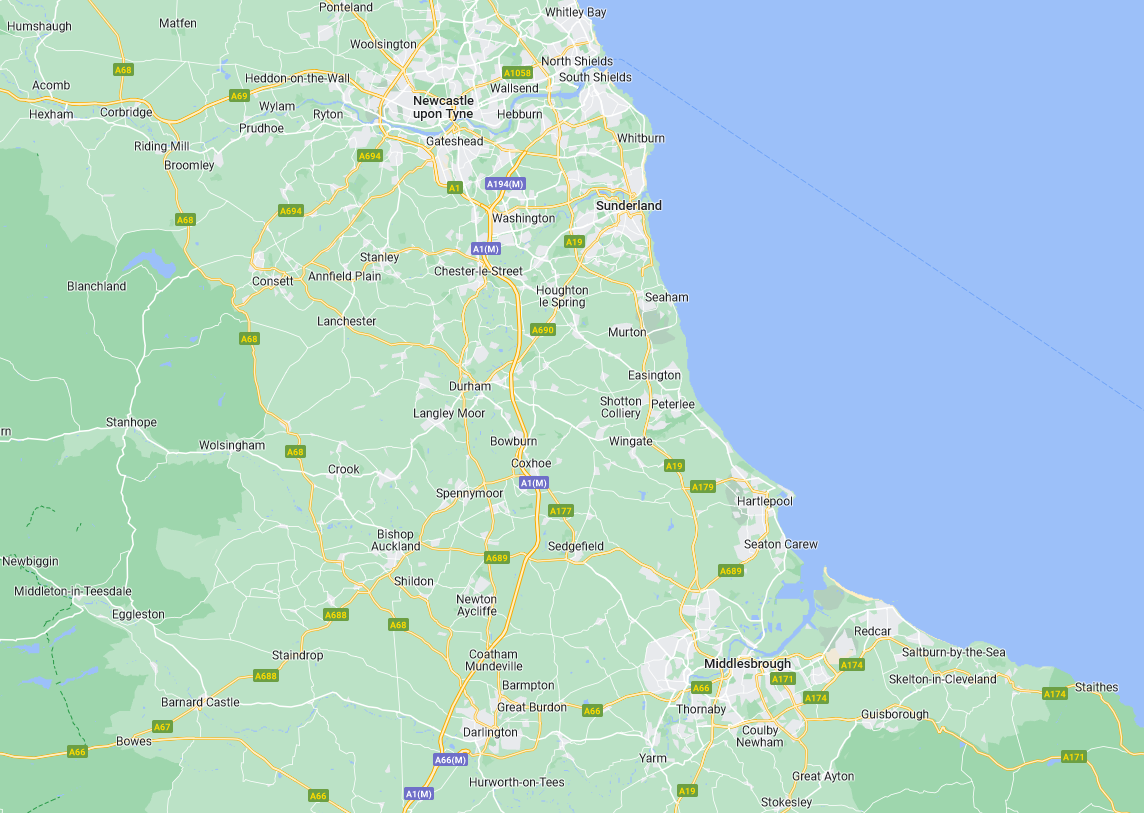 Ponteland
Whitley Bay
Humshaugh
Matfen
Woolsington
North Shields
A68
A1058
South Shields
Heddon-on-the-Wall
Acomb
A69
Wallsend
Newcastle
upon Tyne
Wylam
Hexham
Corbridge
Ryton
Hebburn
Prudhoe
Whitburn
Gateshead
Riding Mill
A694
Broomley
A1
A194(M)
Sunderland
A694
A68
Washington
A19
A1(M)
Stanley
Chester-le-Street
Annfield Plain
Consett
Blanchland
Houghton
le Spring
Seaham
Lanchester
A690
Murton
A68
Easington
Durham
Shotton
Colliery
Peterlee
Langley Moor
Stanhope
rn
Bowburn
Wingate
Wolsingham
A68
Coxhoe
A19
Crook
A1(M)
A179
Spennymoor
Hartlepool
A177
Bishop
Auckland
Sedgefield
Seaton Carew
A689
Newbiggin
A689
Shildon
Middleton-in-Teesdale
Newton
Aycliffe
Eggleston
A688
A68
Redcar
Staindrop
Coatham
Mundeville
Saltburn-by-the-Sea
Middlesbrough
A174
A688
A171
Skelton-in-Cleveland
Barmpton
A66
Staithes
A174
A174
Barnard Castle
Great Burdon
A66
Thornaby
Guisborough
A67
Darlington
Coulby
Newham
Bowes
A66
A66(M)
Yarm
A171
Great Ayton
Hurworth-on-Tees
A66
A1(M)
A19
Stokesley